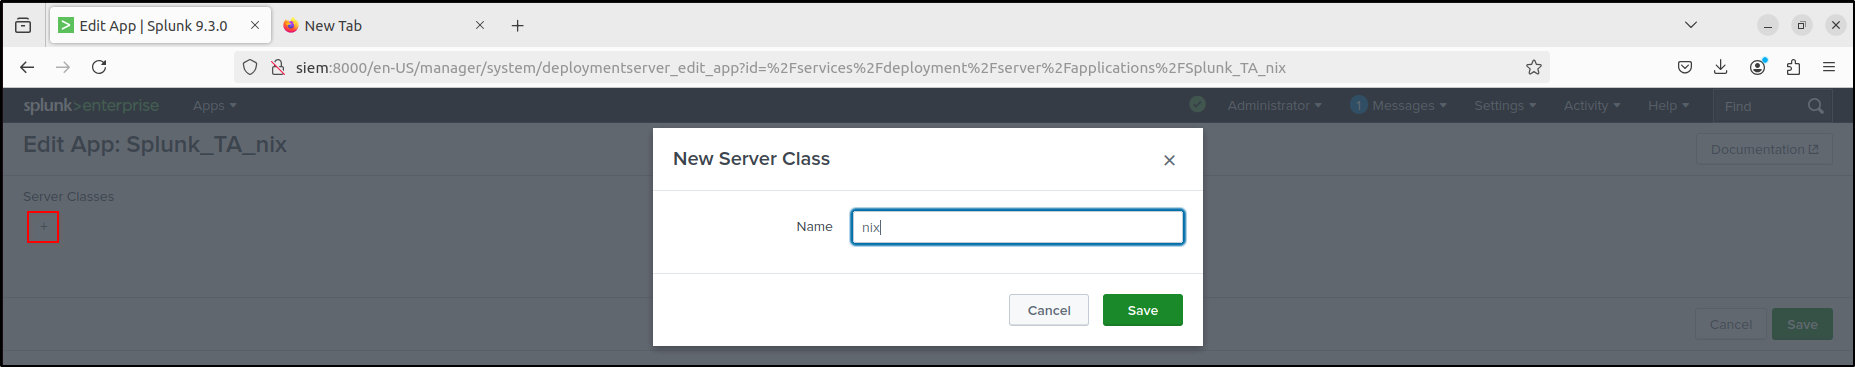 Edit App | Splunk 9.3.0
New Tab
siem:8000/en-US/manager/system/deploymentserver_edit_app?id=%2Fservices%2Fdeployment%2Fserver%2Fapplications%2FSplunk_TA_nix
splunk>enterprise Apps Administrator 1 Messages Settings Activity Help Find
Edit App: Splunk_TA_nix
Documentation
Server Classes
+
New Server Class
Name nix
Cancel Save
Cancel Save